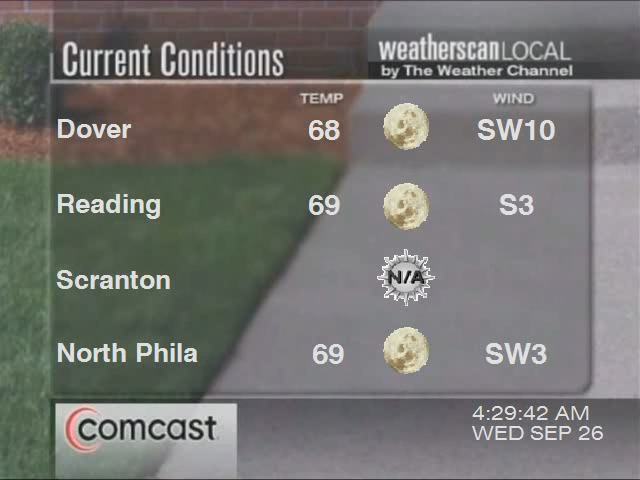 Current Conditions
weatherscanLOCAL
by The Weather Channel
TEMP WIND
Dover 68 SW10
Reading 69 S3
Scranton N/A
North Phila 69 SW3
comcast
4:29:42 AM
WED SEP 26